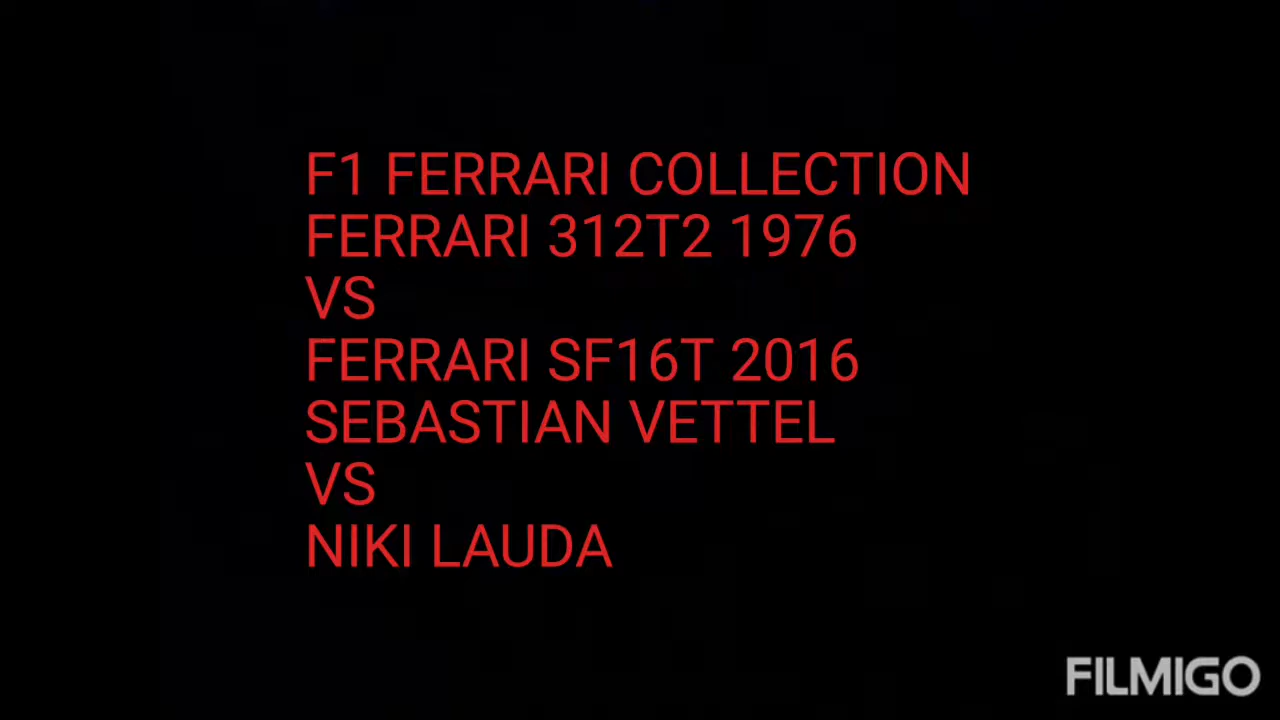 F1 FERRARI COLLECTION
FERRARI 312T2 1976
VS
FERRARI SF16T 2016
SEBASTIAN VETTEL
VS
NIKI LAUDA
FILMIGO